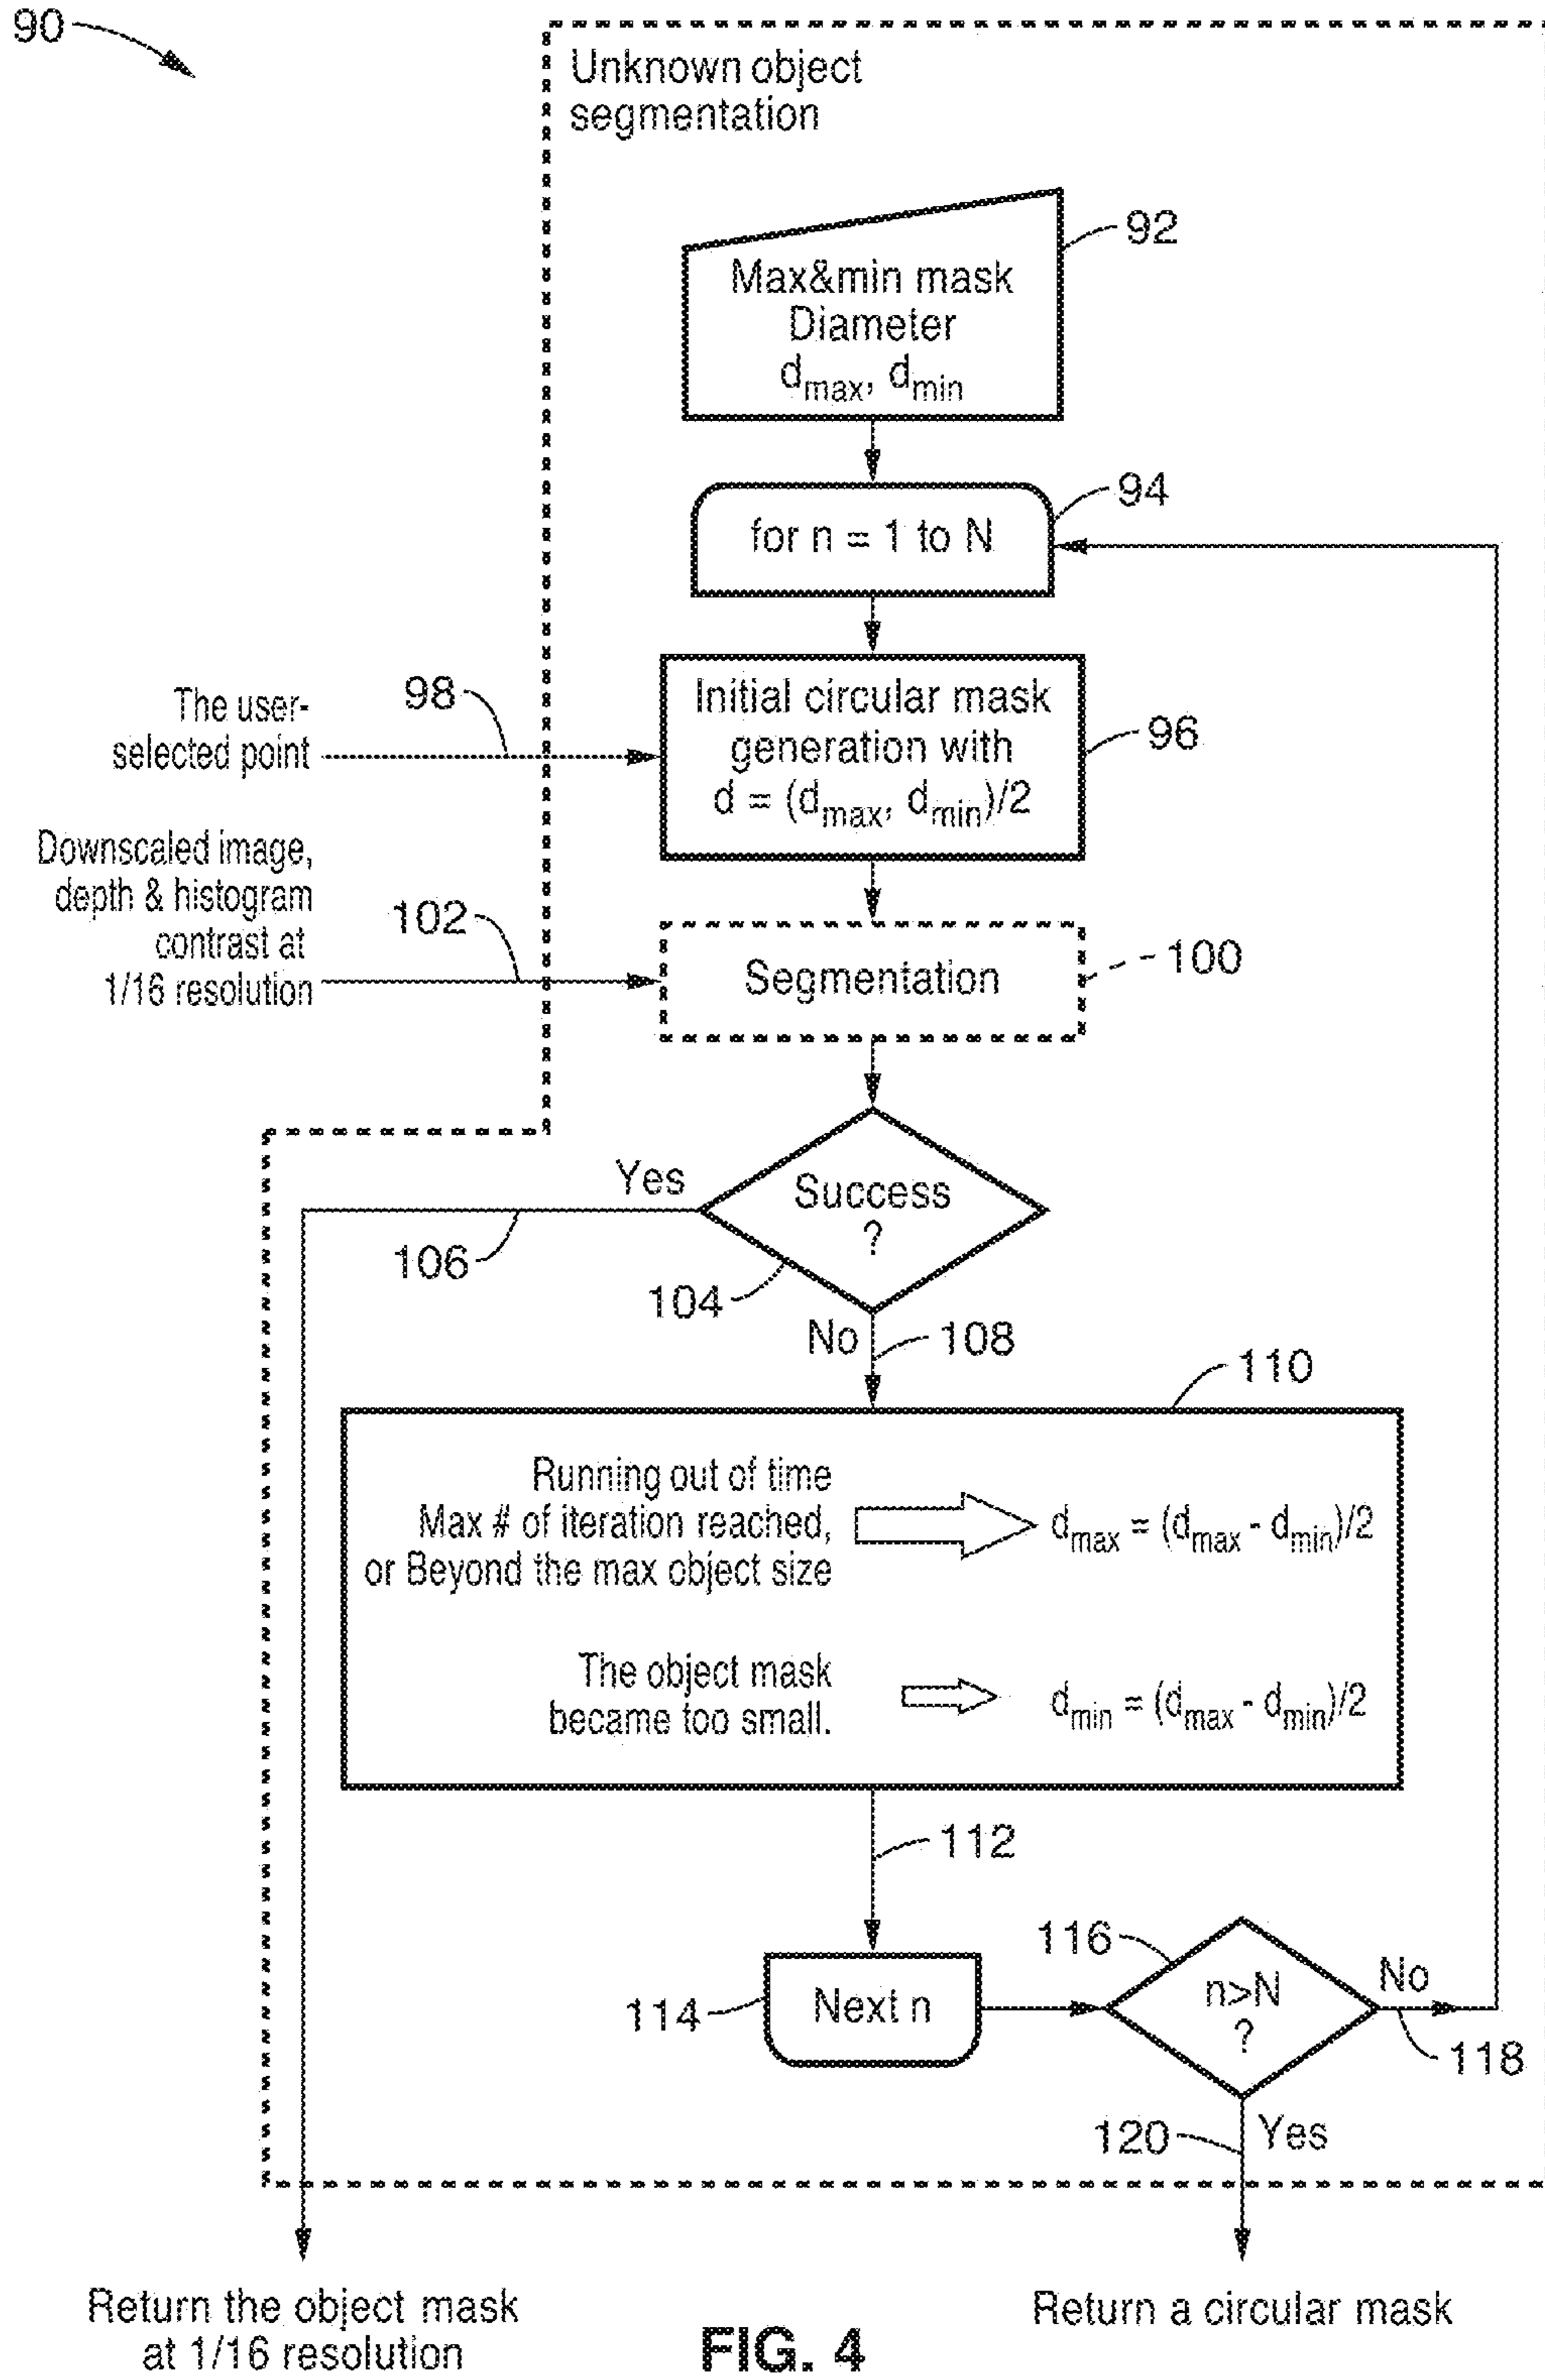 90
Unknown object
segmentation
92
Max&min mask
Diameter
dmax, dmin
94
for n = 1 to N
The user-
selected point
98
Initial circular mask
generation with
d = (dmax, dmin)/2
96
Downscaled image,
depth & histogram
contrast at
1/16 resolution
102
Segmentation
100
Yes
Success
?
106
104
No
108
110
Running out of time
Max # of iteration reached,
or Beyond the max object size
dmax = (dmax - dmin)/2
The object mask
became too small.
dmin = (dmax - dmin)/2
112
114
Next n
116
n>N
?
No
118
120
Yes
Return the object mask
at 1/16 resolution
Return a circular mask
FIG. 4